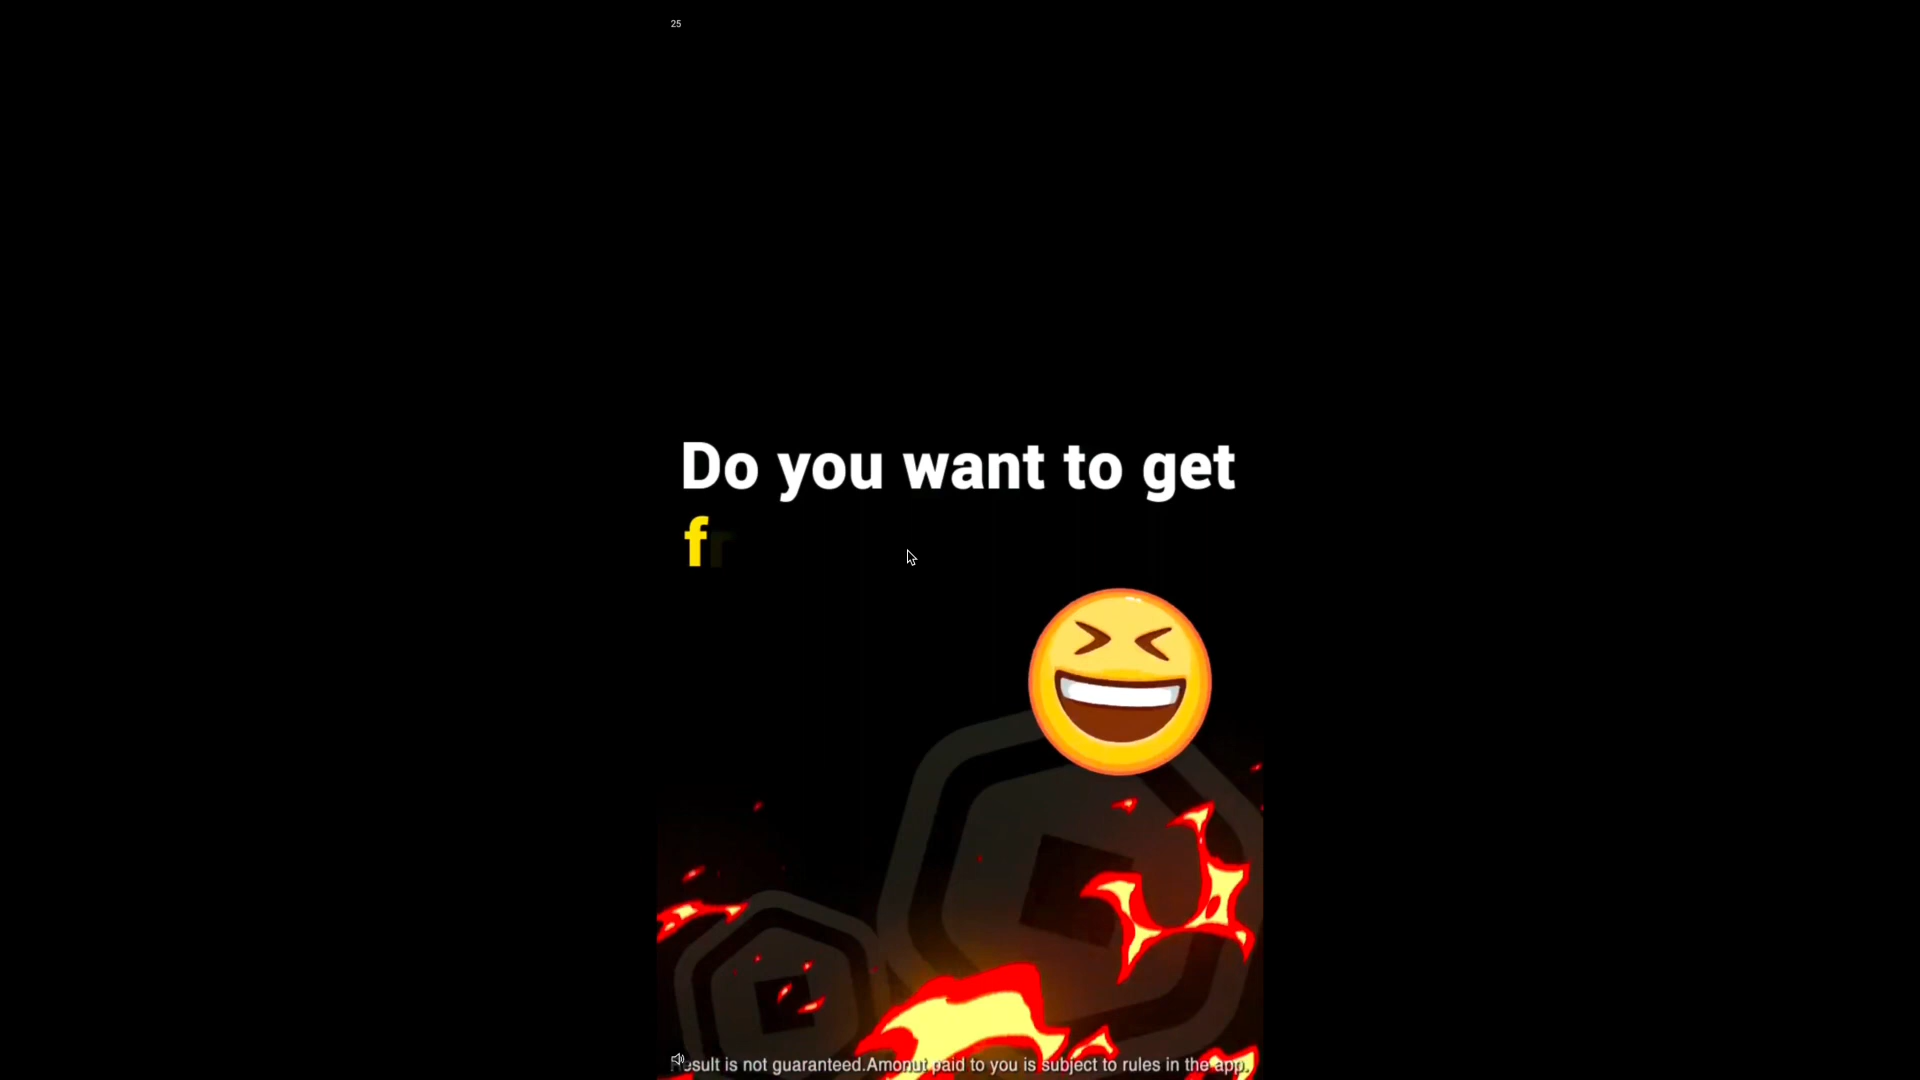 25
Do you want to get
fr
esult is not guaranteed.Amonut paid to you is subject to rules in the app.